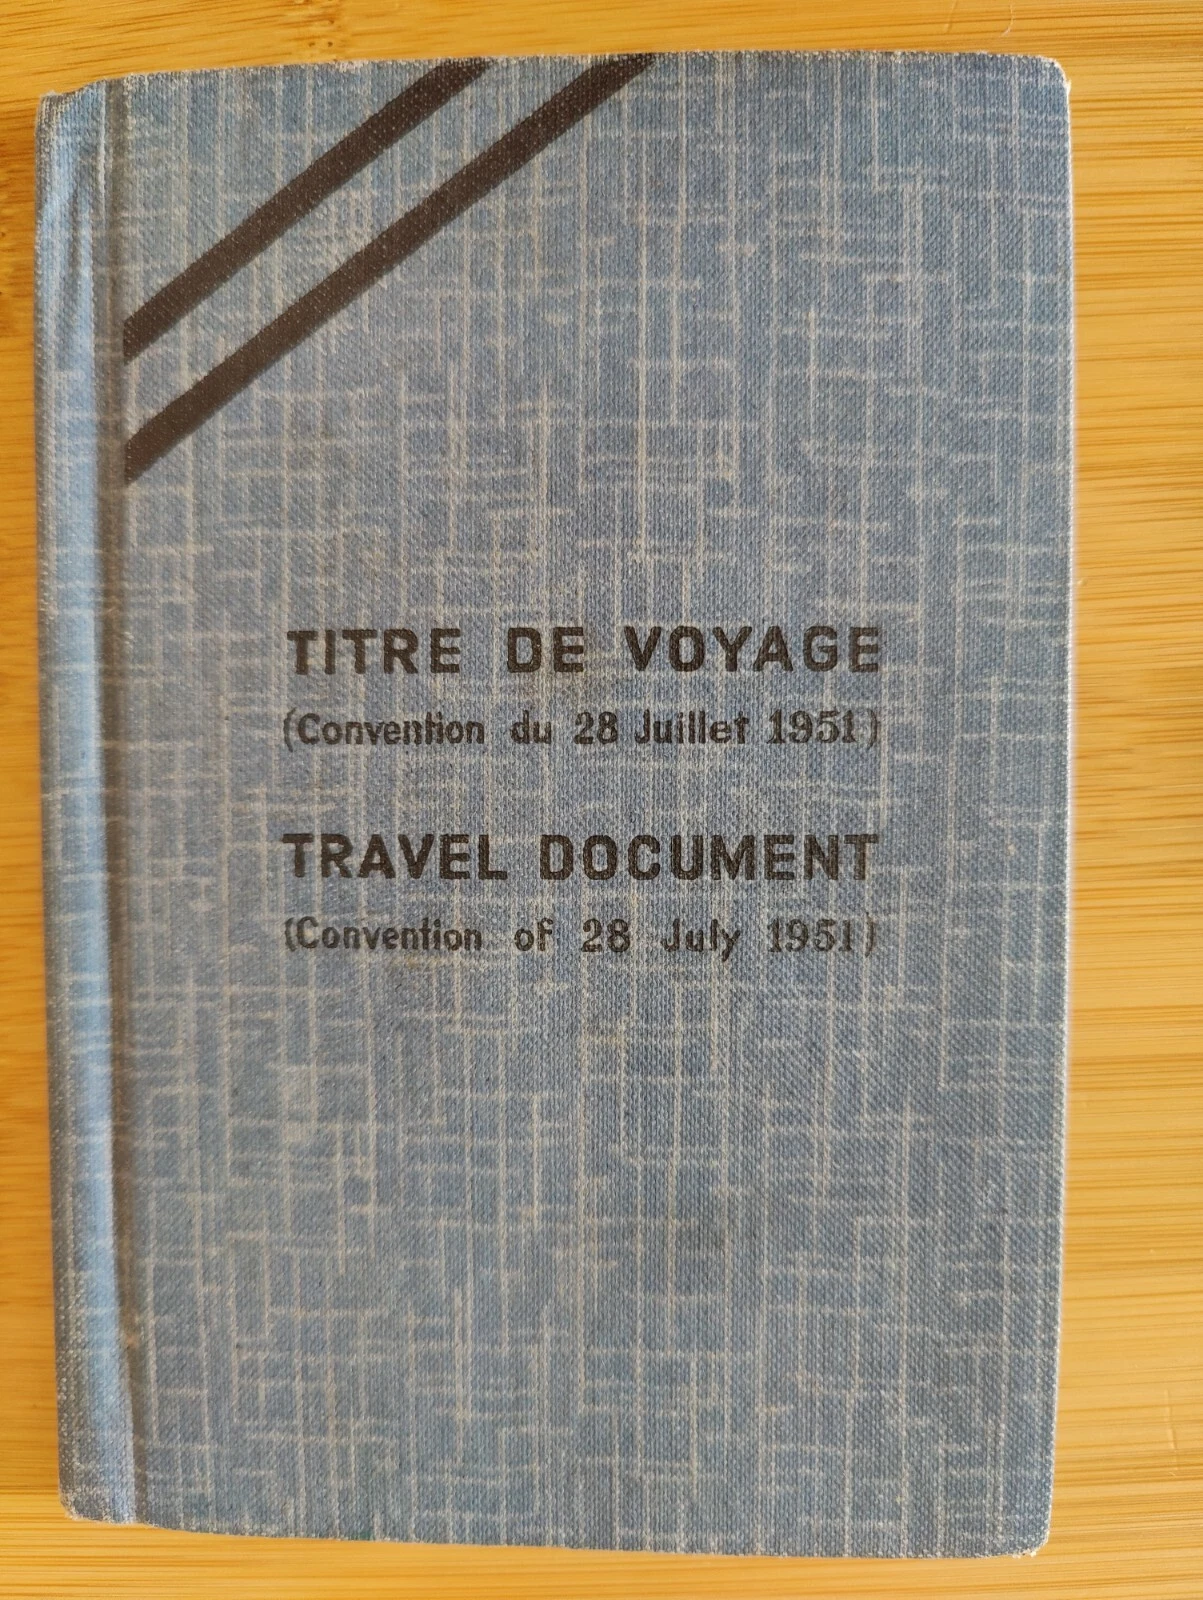 TITRE DE VOYAGE
(Convention du 28 Juillet 1951)
TRAVEL DOCUMENT
(Convention of 28 July 1951)